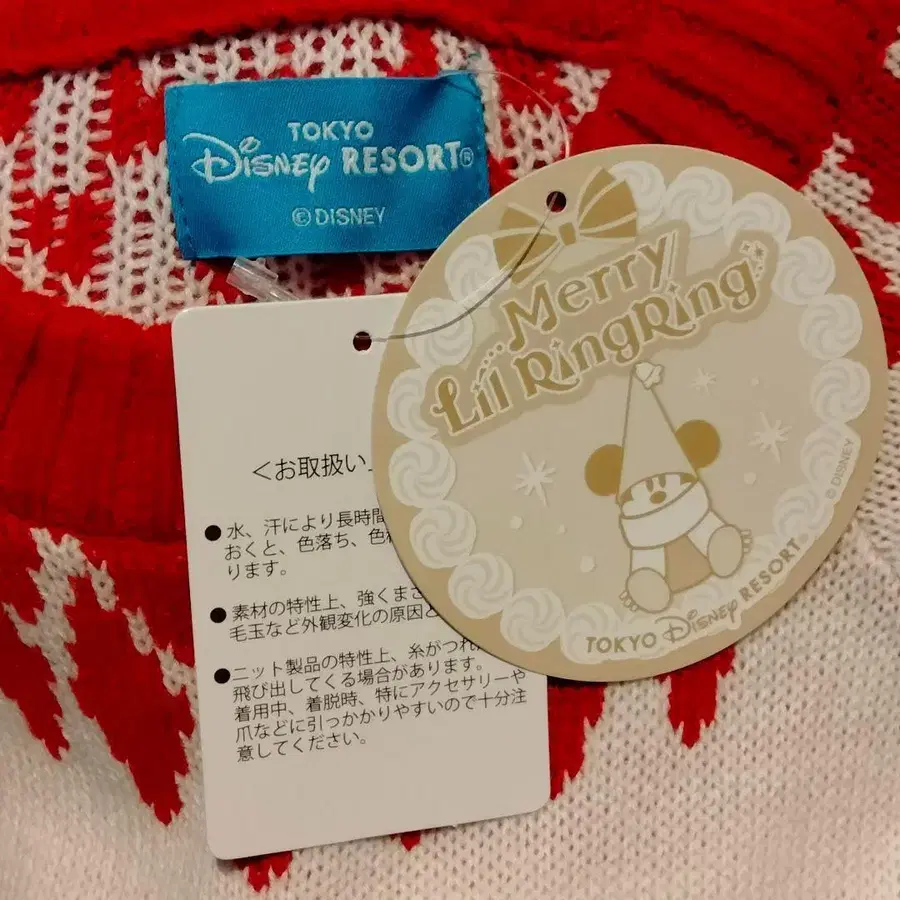 TOKYO
Disney RESORT®
© DISNEY
Merry
Lil RingRing
© DISNEY
TOKYO Disney RESORT
＜お取扱い
●水、汗により長時間
おくと、色落ち、色
ります。
●素材の特性上、強くまさ
毛玉など外観変化の原因と
●ニット製品の特性上、糸がつれ
飛び出してくる場合があります。
着用中、着脱時、特にアクセサリーや
爪などに引っかかりやすいので十分注
意してください。